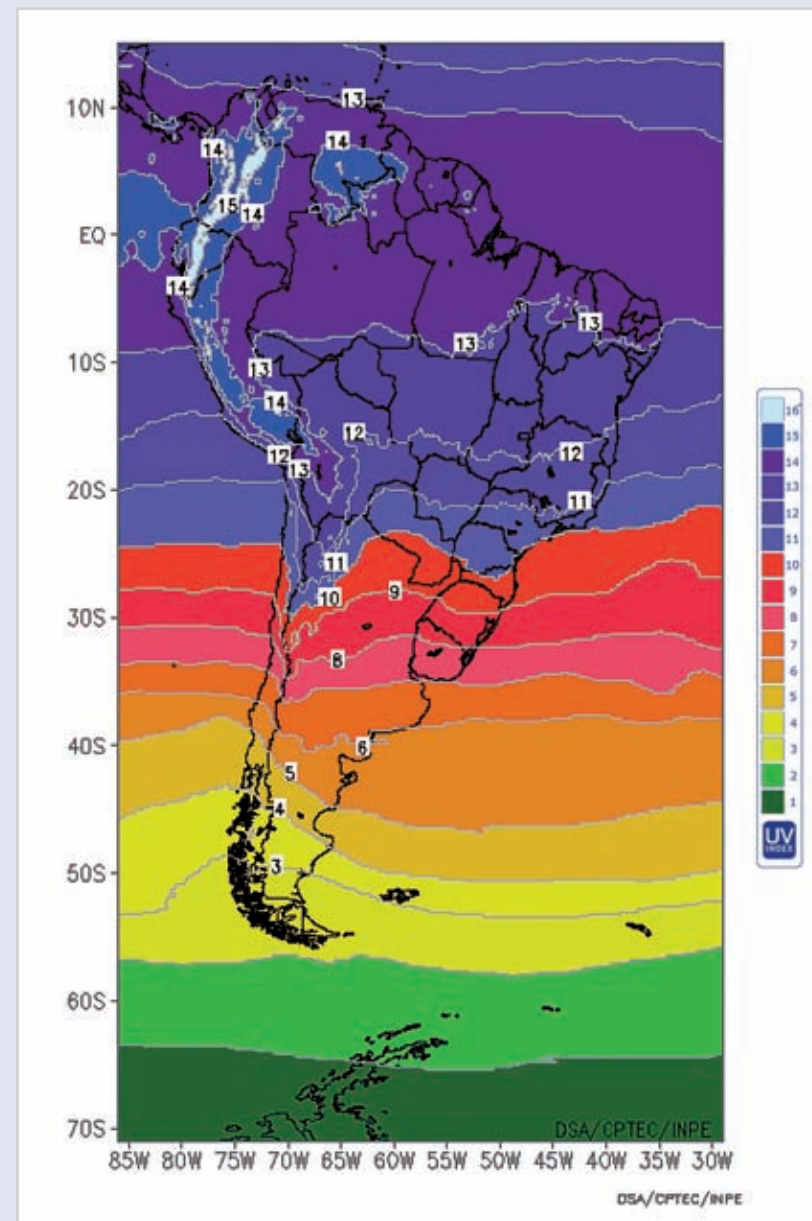 10N
EQ
10S
20S
30S
40S
50S
60S
70S
13
14
14
15
14
14
13
13
13
14
12
12
12
13
11
11
10
9
8
6
5
4
3
16
15
14
13
12
11
10
9
8
7
6
5
4
3
2
1
UV
INDEX
DSA/CPTEC/INPE
85W 80W 75W 70W 65W 60W 55W 50W 45W 40W 35W 30W
DSA/CPTEC/INPE